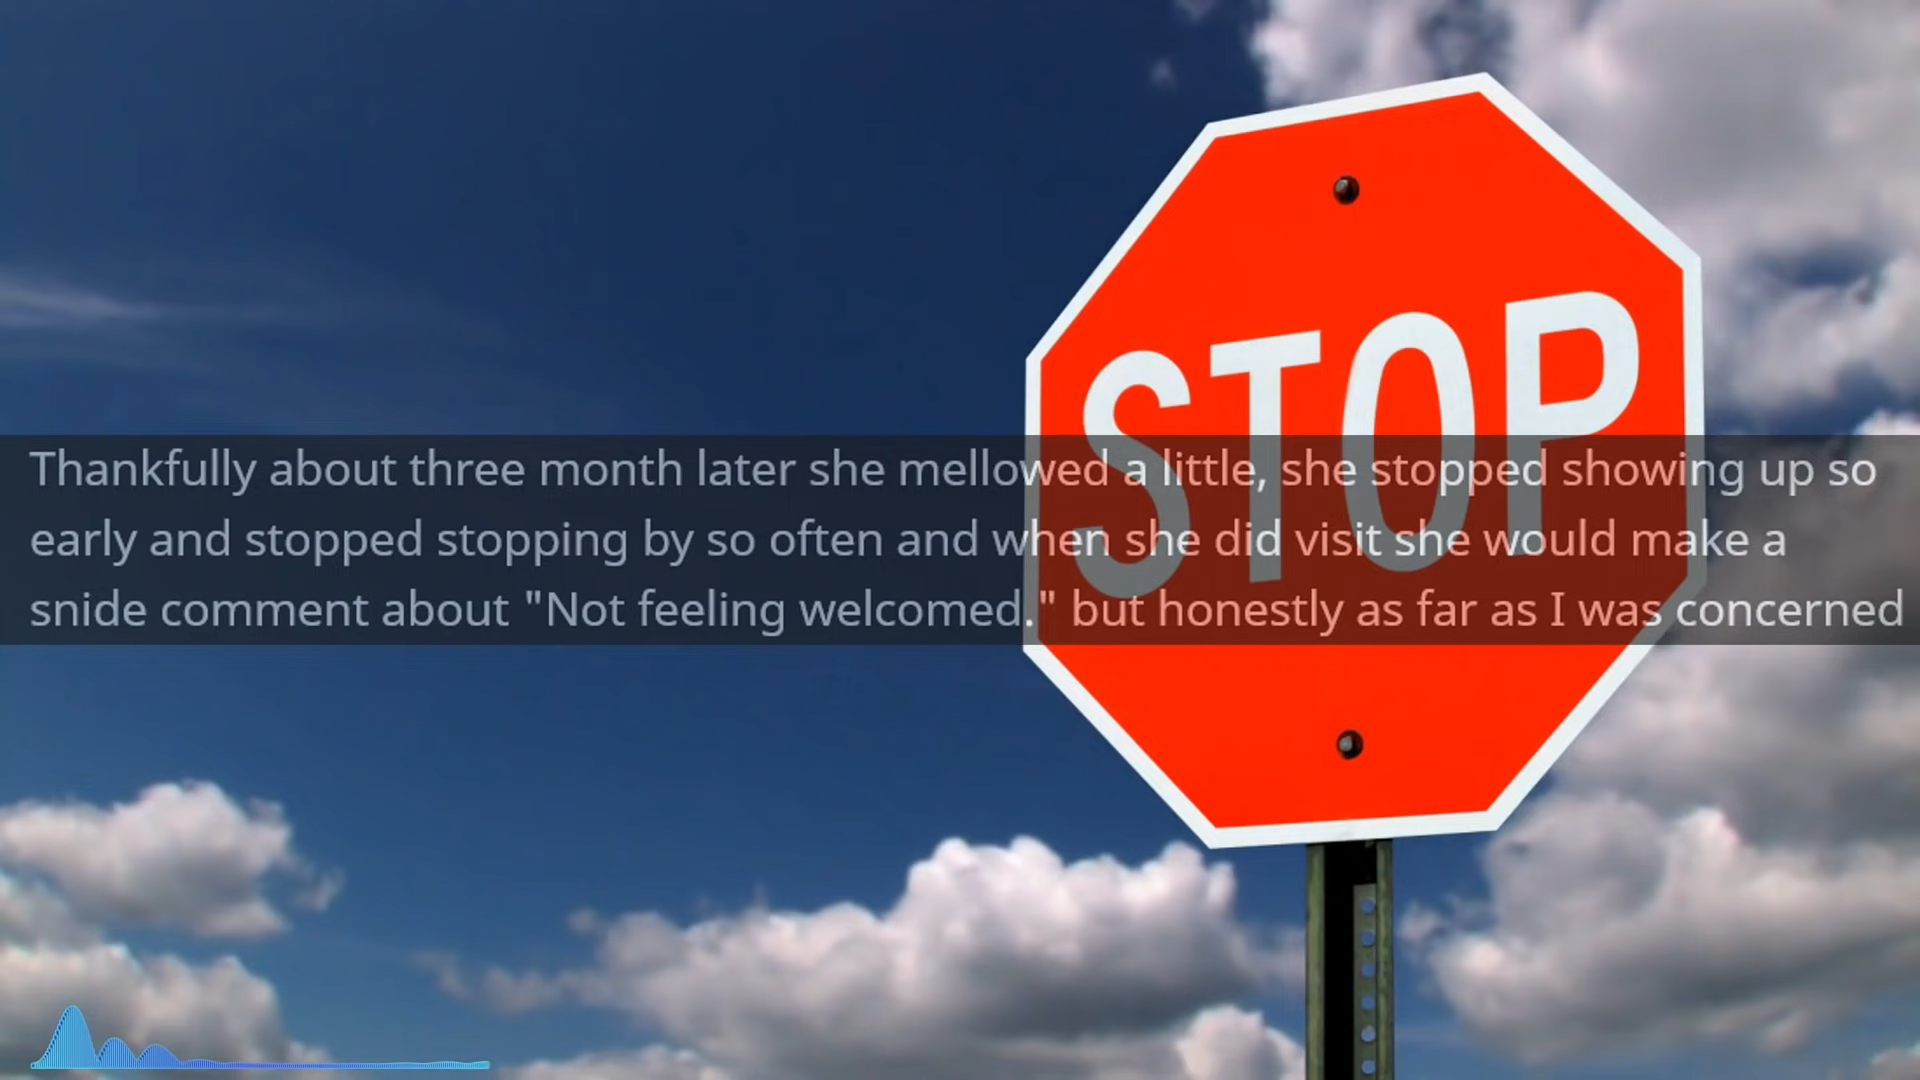 STOP
Thankfully about three month later she mellowed a little, she stopped showing up so
early and stopped stopping by so often and when she did visit she would make a
snide comment about "Not feeling welcomed." but honestly as far as I was concerned